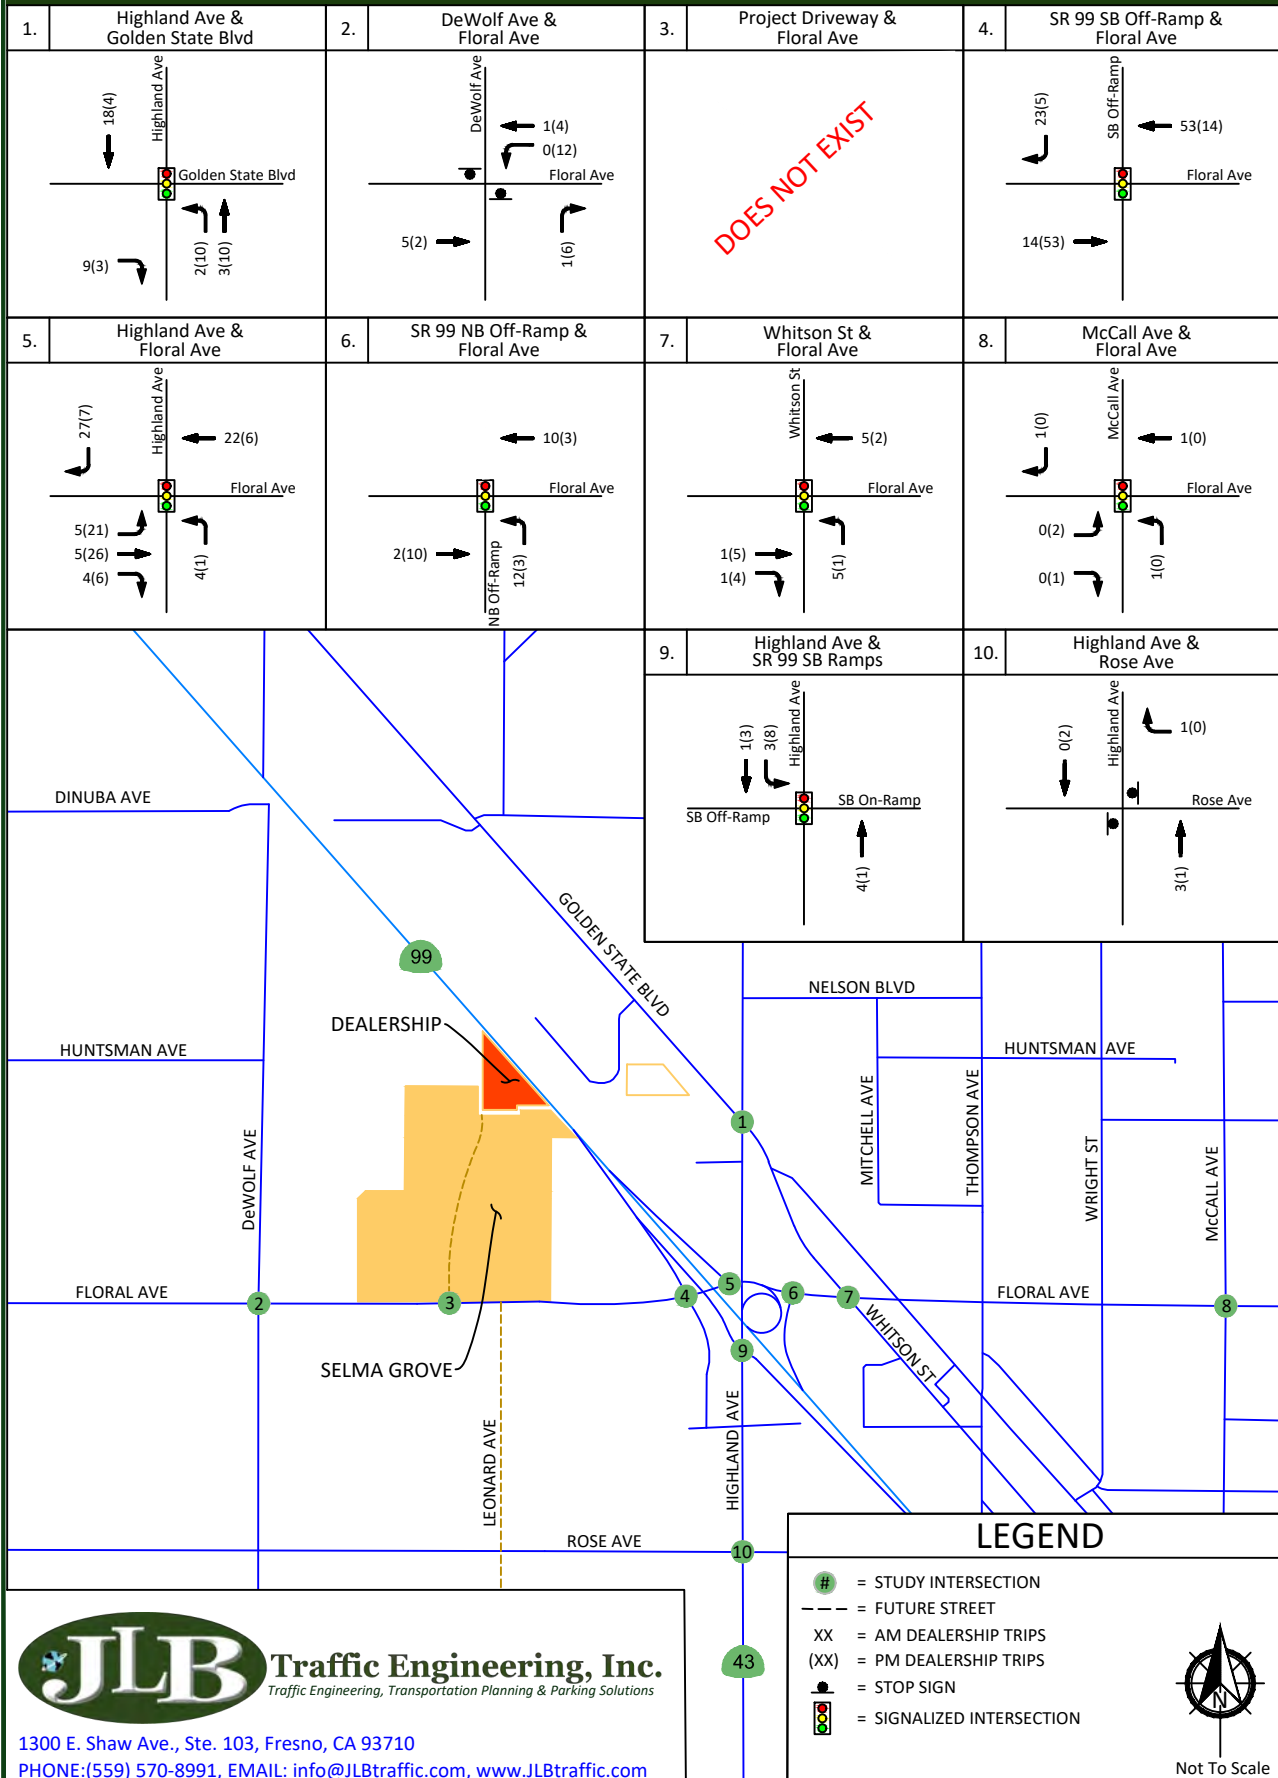 1.
Highland Ave &
Golden State Blvd
Highland Ave
18(4)
Golden State Blvd
9(3)
2(10)
3(10)
2.
DeWolf Ave &
Floral Ave
DeWolf Ave
1(4)
0(12)
Floral Ave
5(2)
1(6)
3.
Project Driveway &
Floral Ave
DOES NOT EXIST
4.
SR 99 SB Off-Ramp &
Floral Ave
SB Off-Ramp
23(5)
53(14)
Floral Ave
14(53)
5.
Highland Ave &
Floral Ave
Highland Ave
27(7)
22(6)
Floral Ave
5(21)
5(26)
4(6)
4(1)
6.
SR 99 NB Off-Ramp &
Floral Ave
10(3)
Floral Ave
2(10)
NB Off-Ramp
12(3)
7.
Whitson St &
Floral Ave
Whitson St
5(2)
Floral Ave
1(5)
1(4)
5(1)
8.
McCall Ave &
Floral Ave
McCall Ave
1(0)
1(0)
Floral Ave
0(2)
0(1)
1(0)
9.
Highland Ave &
SR 99 SB Ramps
Highland Ave
1(3)
3(8)
SB On-Ramp
SB Off-Ramp
4(1)
10.
Highland Ave &
Rose Ave
Highland Ave
0(2)
1(0)
Rose Ave
3(1)
DINUBA AVE
99
GOLDEN STATE BLVD
NELSON BLVD
DEALERSHIP
HUNTSMAN AVE
HUNTSMAN AVE
1
MITCHELL AVE
THOMPSON AVE
WRIGHT ST
McCALL AVE
DeWOLF AVE
FLORAL AVE
2
3
4
5
6
7
FLORAL AVE
8
9
WHITSON ST
SELMA GROVE
LEONARD AVE
HIGHLAND AVE
ROSE AVE
10
43
LEGEND
# = STUDY INTERSECTION
= FUTURE STREET
XX = AM DEALERSHIP TRIPS
(XX) = PM DEALERSHIP TRIPS
= STOP SIGN
= SIGNALIZED INTERSECTION
N
Not To Scale
JLB
Traffic Engineering, Inc.
Traffic Engineering, Transportation Planning & Parking Solutions
1300 E. Shaw Ave., Ste. 103, Fresno, CA 93710
PHONE:(559) 570-8991, EMAIL: info@JLBtraffic.com, www.JLBtraffic.com